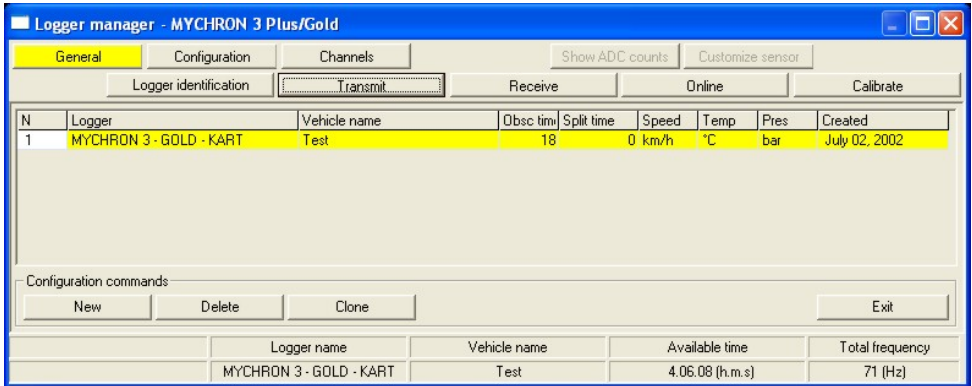 Logger manager - MYCHRON 3 Plus/Gold
General Configuration Channels Show ADC counts Customize sensor
Logger identification Transmit Receive Online Calibrate
N Logger Vehicle name Obsc tim Split time Speed Temp Pres Created
1 MYCHRON 3 - GOLD - KART Test 18 0 km/h °C bar July 02, 2002
Configuration commands
New Delete Clone Exit
Logger name Vehicle name Available time Total frequency
MYCHRON 3 - GOLD - KART Test 4.06.08 (h.m.s) 71 (Hz)